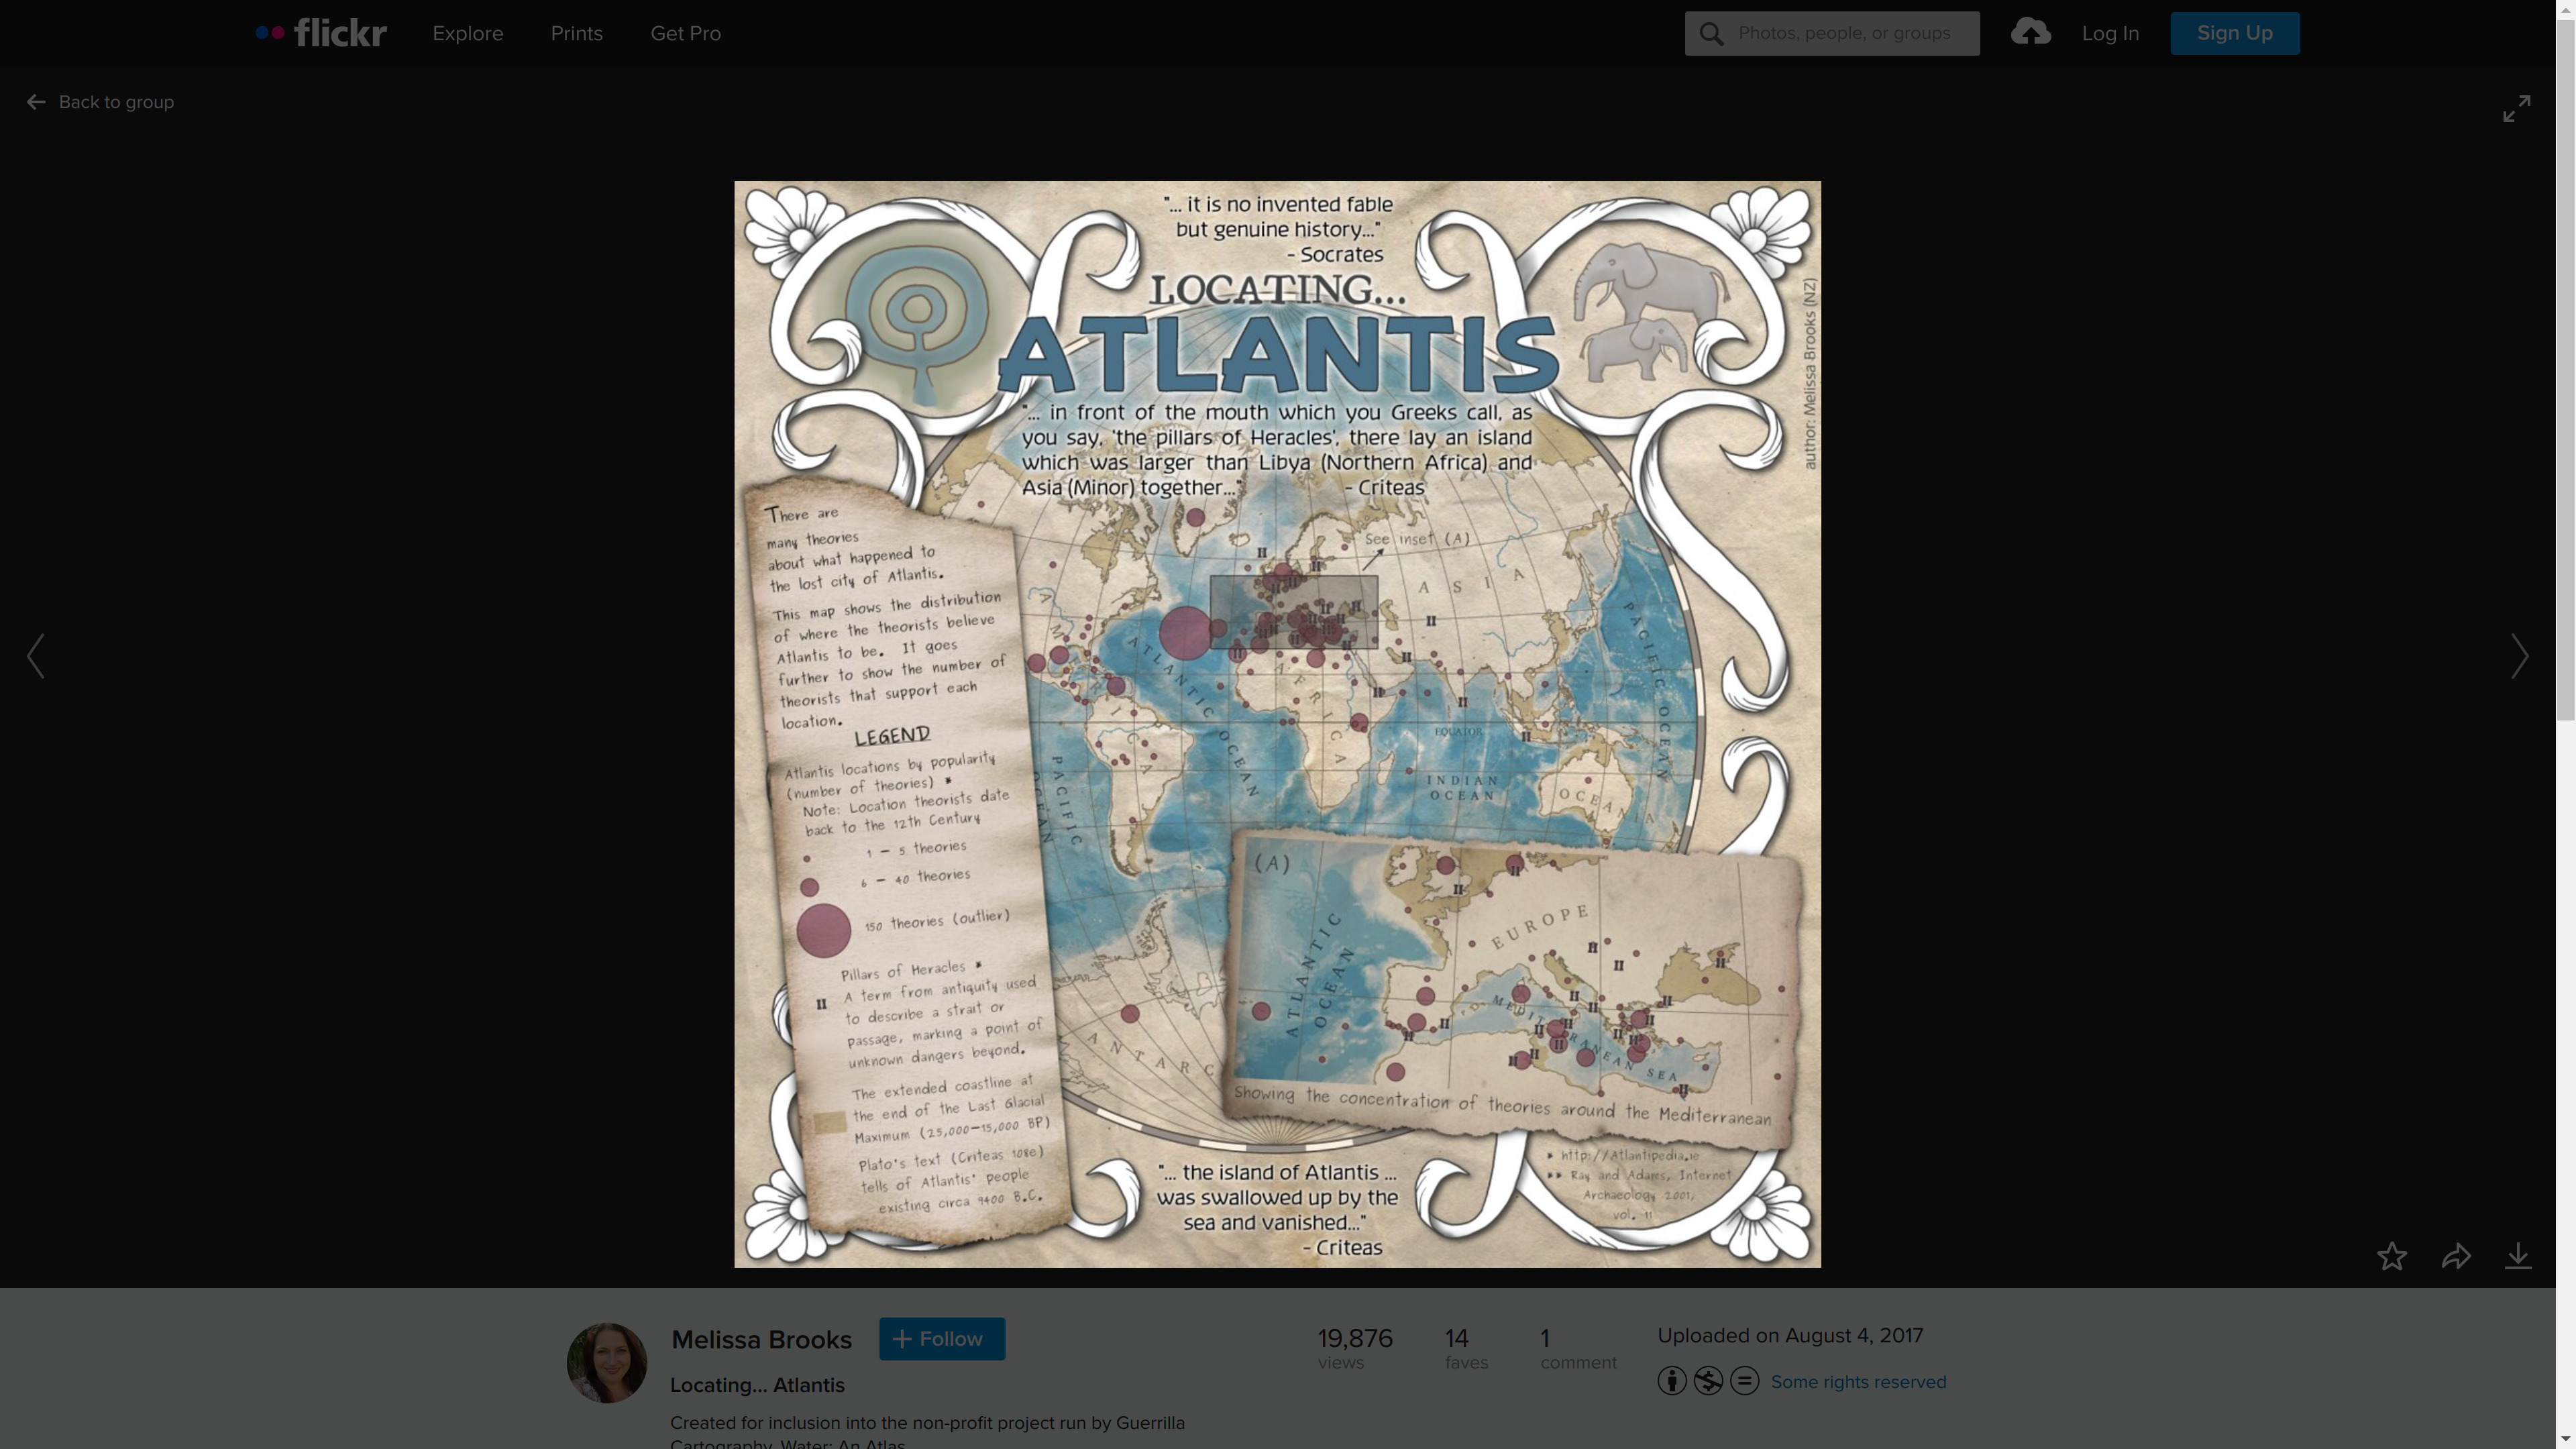 flickr
Explore
Prints
Get Pro
Photos, people, or groups
Log In
Sign Up
Back to group
"... it is no invented fable
but genuine history..."
- Socrates
LOCATING...
ATLANTIS
"... in front of the mouth which you Greeks call, as
you say, 'the pillars of Heracles', there lay an island
which was larger than Libya (Northern Africa) and
Asia (Minor) together..."
- Criteas
author: Melissa Brooks (NZ)
There are
many theories
about what happened to
the lost city of Atlantis.
This map shows the distribution
of where the theorists believe
Atlantis to be. It goes
further to show the number of
theorists that support each
location.
LEGEND
Atlantis locations by popularity
(number of theories) *
Note: Location theorists date
back to the 12th Century
1 - 5 theories
6 - 40 theories
150 theories (outlier)
Pillars of Heracles *
II
A term from antiquity used
to describe a strait or
passage, marking a point of
unknown dangers beyond.
The extended coastline at
the end of the Last Glacial
Maximum (25,000-15,000 BP)
Plato's text (Criteas 108e)
tells of Atlantis' people
existing circa 9400 B.C.
See inset (A)
ASIA
AMERICA
ATLANTIC OCEAN
AFRICA
PACIFIC OCEAN
EQUATOR
INDIAN
OCEAN
OCEANIA
PACIFIC
OCEAN
ANTARC
(A)
ATLANTIC
OCEAN
EUROPE
MEDITERRANEAN SEA
Showing the concentration of theories around the Mediterranean
"... the island of Atlantis ...
was swallowed up by the
sea and vanished..."
- Criteas
* http://Atlantipedia.ie
** Ray and Adams, Internet
Archaeology 2001,
vol. 11
Melissa Brooks
+ Follow
19,876
views
14
faves
1
comment
Uploaded on August 4, 2017
Some rights reserved
Locating... Atlantis
Created for inclusion into the non-profit project run by Guerrilla
Cartography, Water: An Atlas